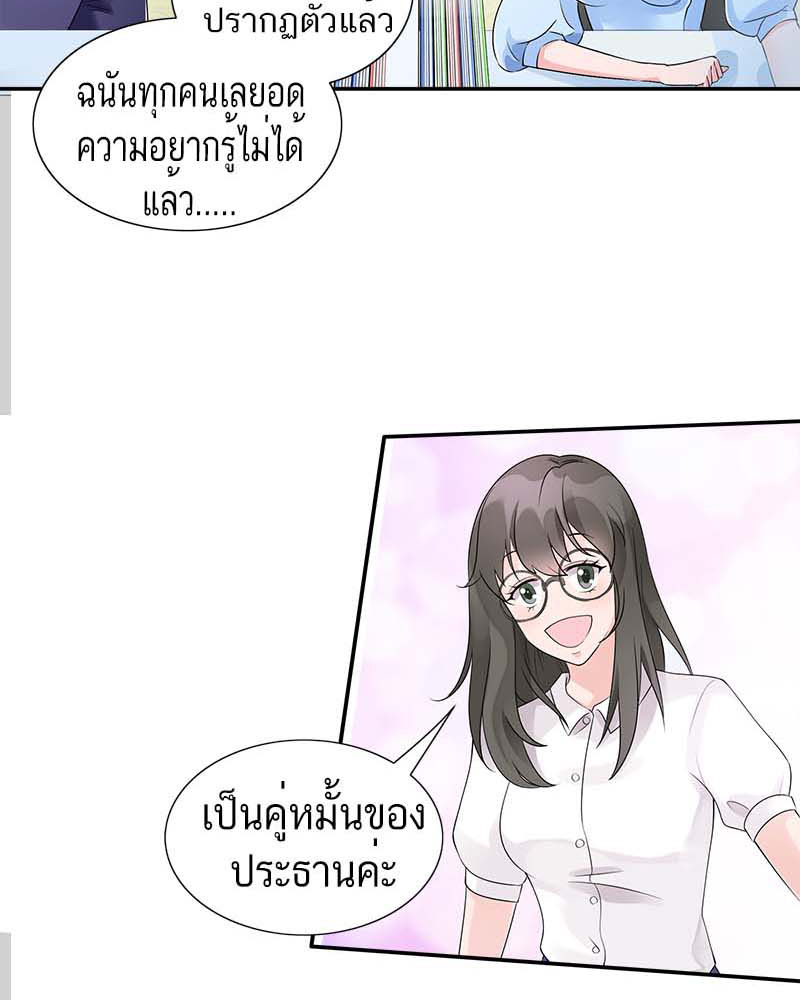 ปรากฏตัวแล้ว
ฉนันทุกคนเลยอด
ความอยากรู้ไม่ได้
แล้ว.....
เป็นคู่หมั้นของ
ประธานค่ะ